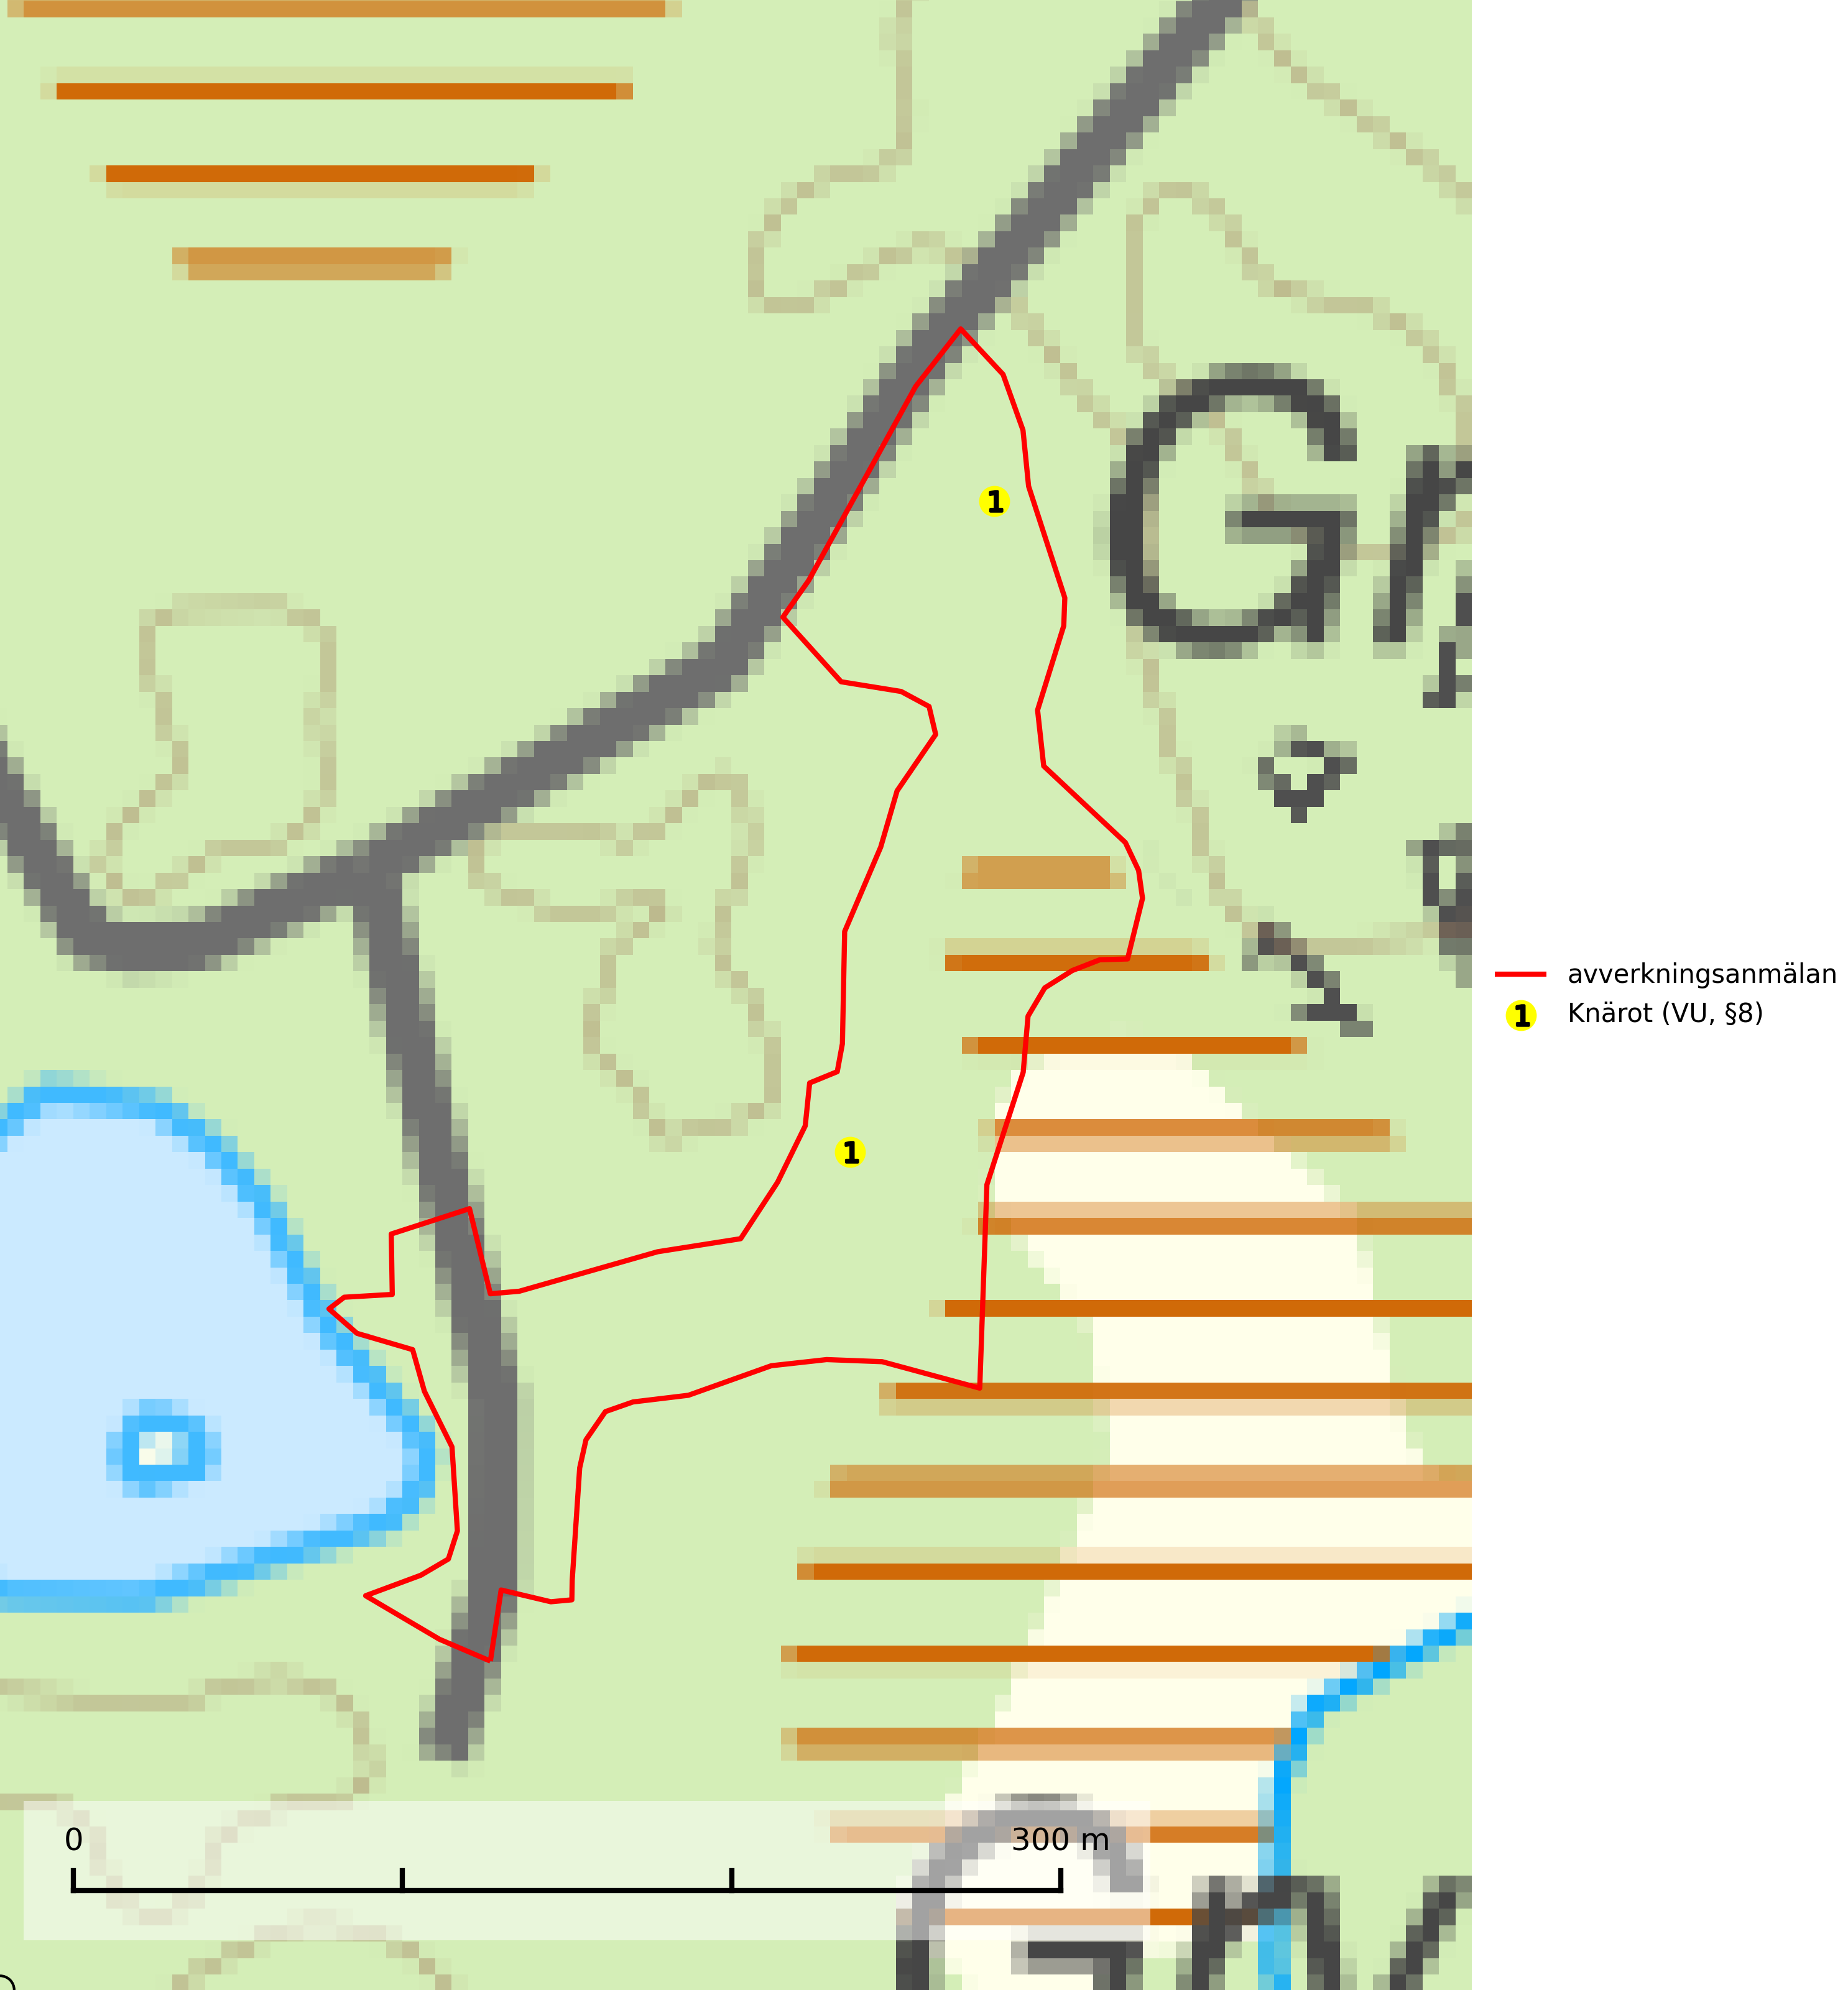 1
G
1
avverkningsanmälan
1 Knärot (VU, §8)
0 300 m